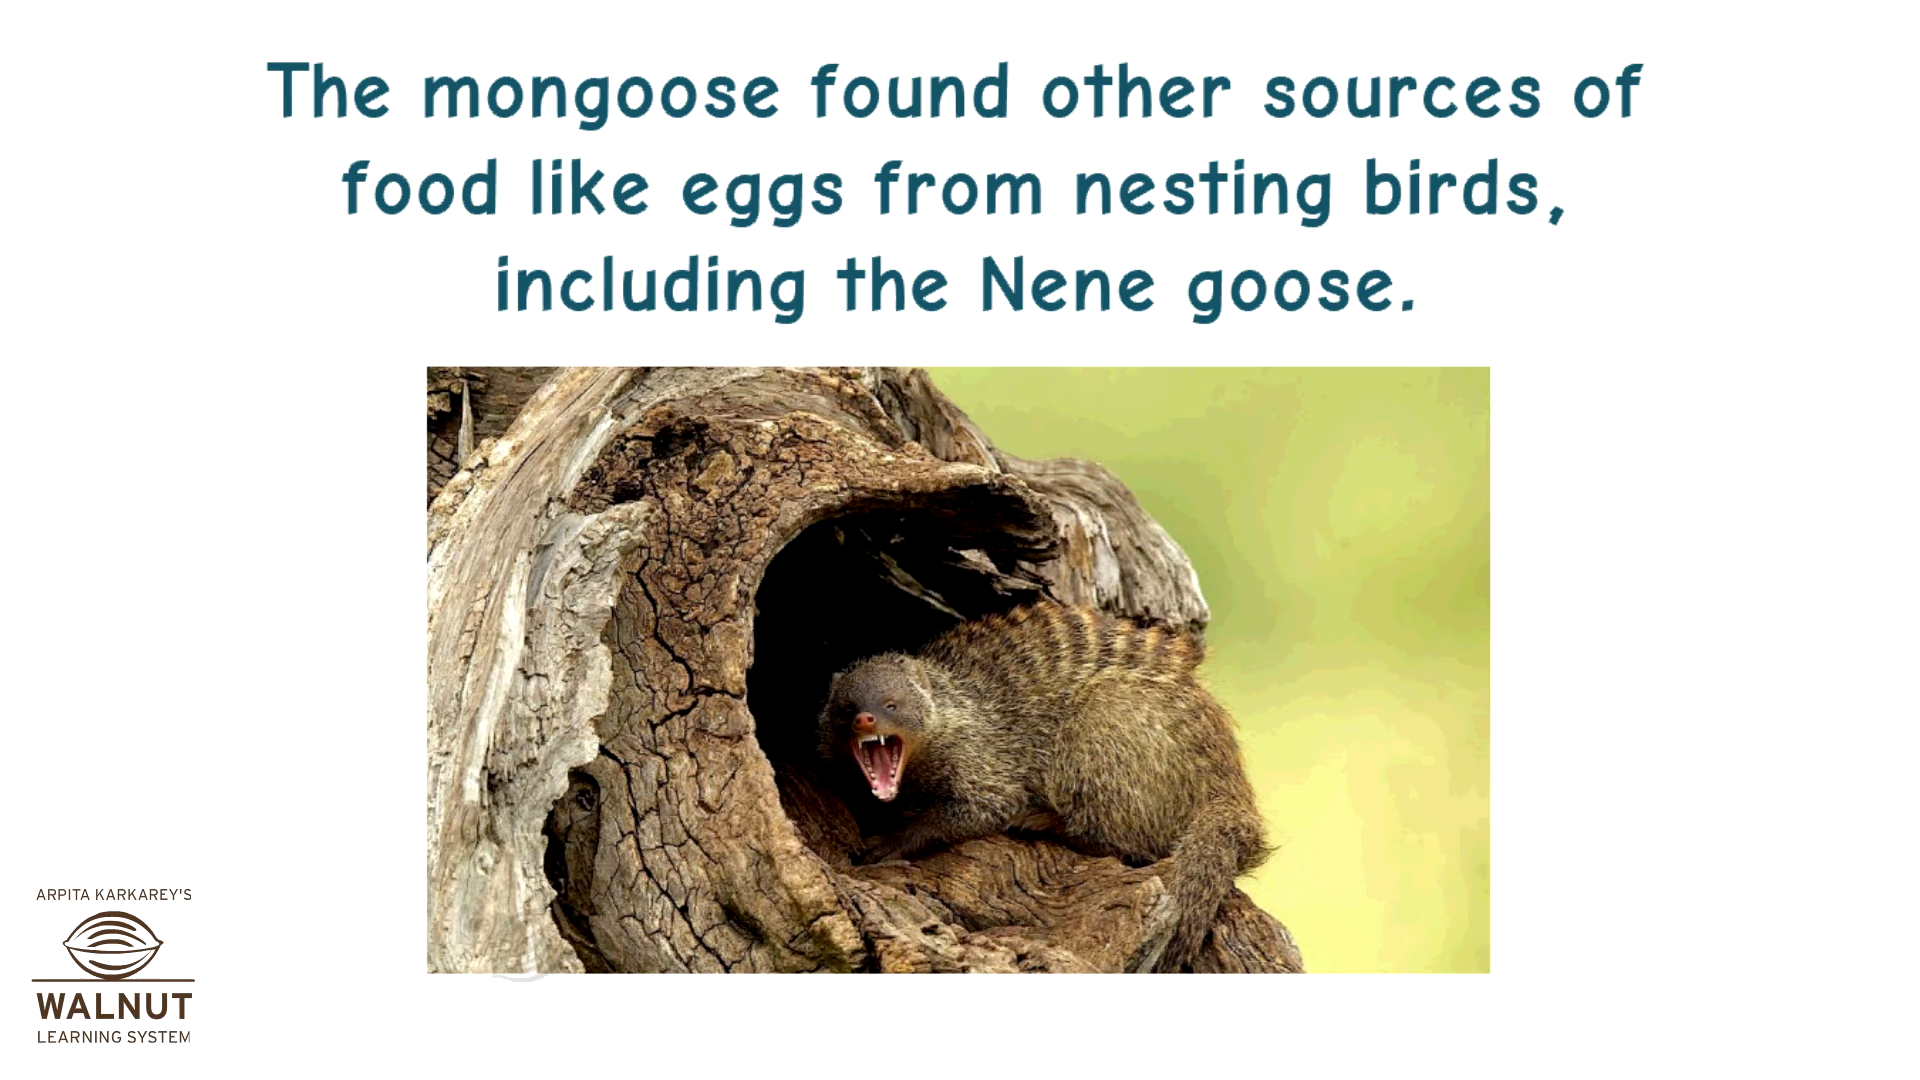 The mongoose found other sources of
food like eggs from nesting birds,
including the Nene goose.
ARPITA KARKAREY'S
WALNUT
LEARNING SYSTEM